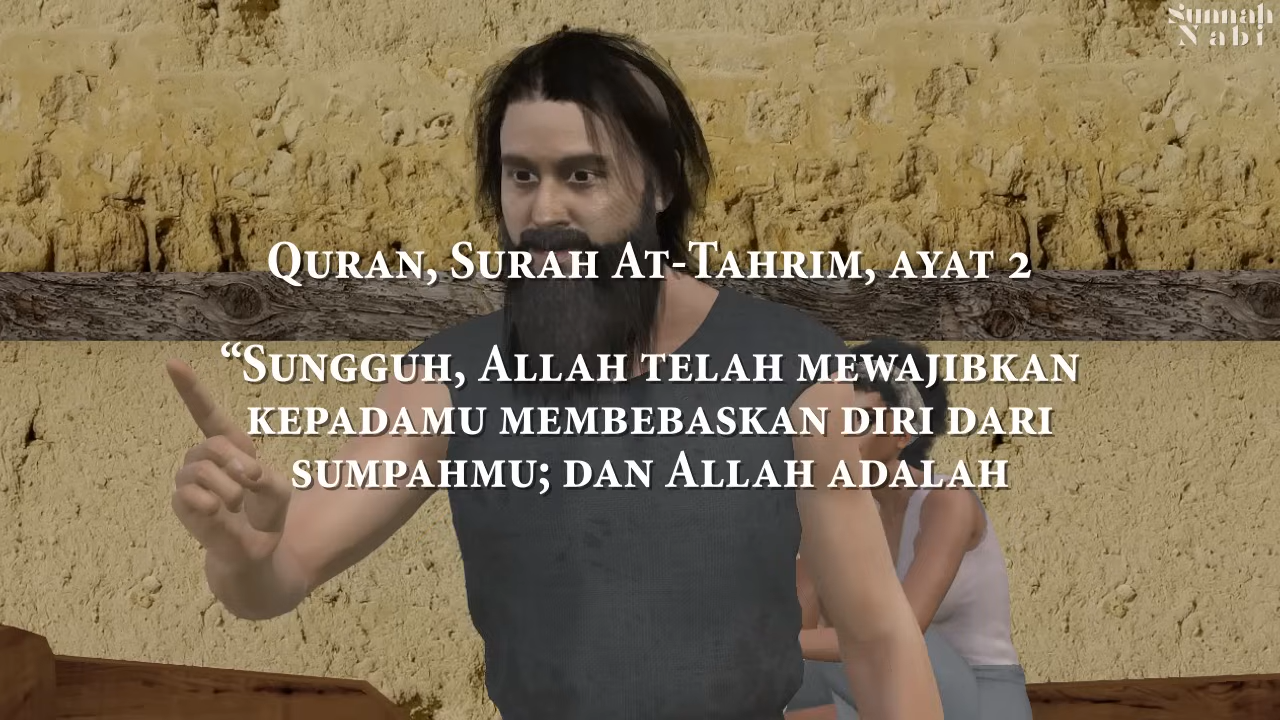 Sunnah
Nabi
Quran, Surah At-Tahrim, ayat 2
“Sungguh, Allah telah mewajibkan
kepadamu membebaskan diri dari
sumpahmu; dan Allah adalah